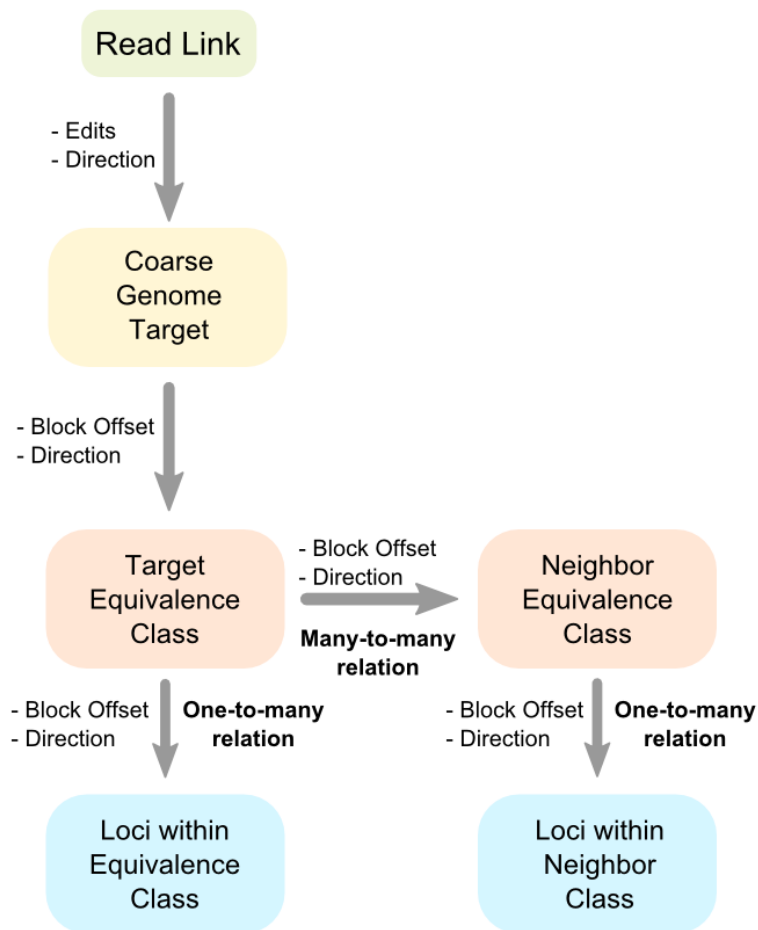 Read Link
- Edits
- Direction
Coarse
Genome
Target
- Block Offset
- Direction
Target
Equivalence
Class
- Block Offset
- Direction
Many-to-many
relation
Neighbor
Equivalence
Class
- Block Offset
- Direction
One-to-many
relation
- Block Offset
- Direction
One-to-many
relation
Loci within
Equivalence
Class
Loci within
Neighbor
Class